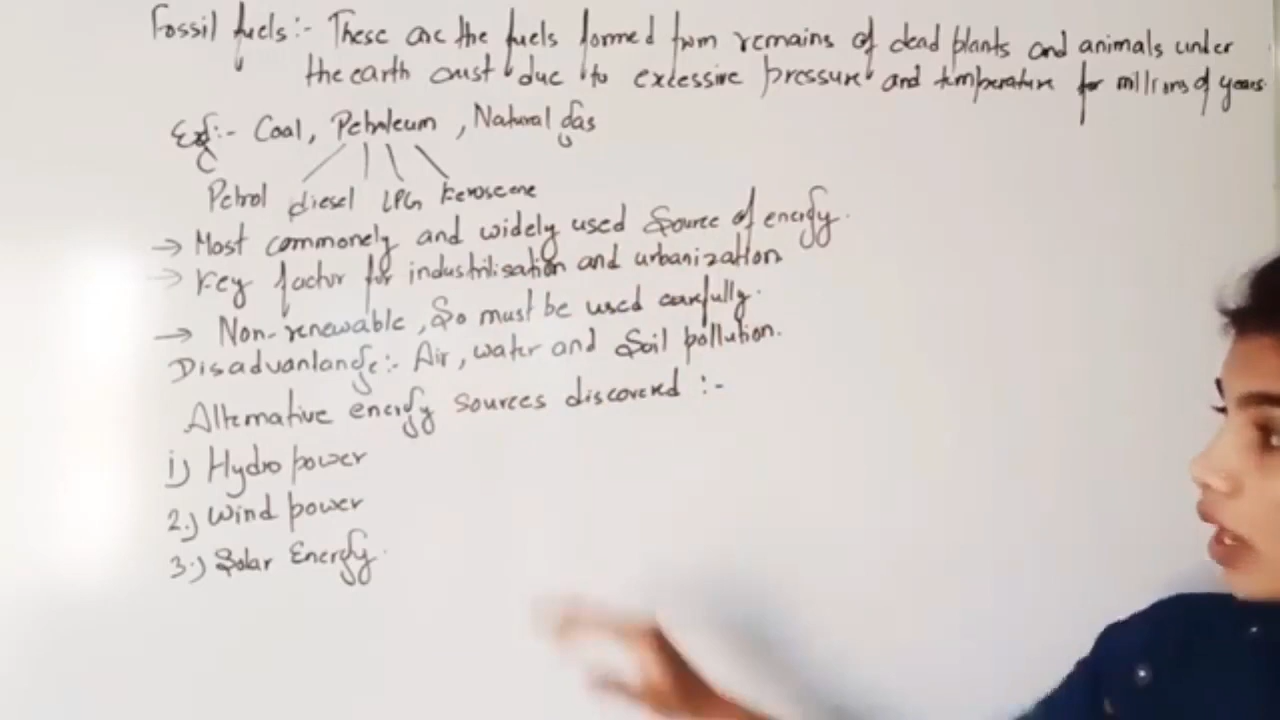 Fossil fuels:- These are the fuels formed from remains of dead plants and animals under
the earth crust due to excessive pressure and temperature for millions of years.
Eg:- Coal, Petroleum, Natural gas
Petrol diesel LPG Keroscene
→ Most commonely and widely used source of energy.
→ Key factor for industrilisation and urbanization
→ Non-renewable, So must be used carefully.
Disadvantage:- Air, water and Soil pollution.
Alternative energy sources discovered :-
1) Hydro power
2.) Wind power
3.) Solar Energy.